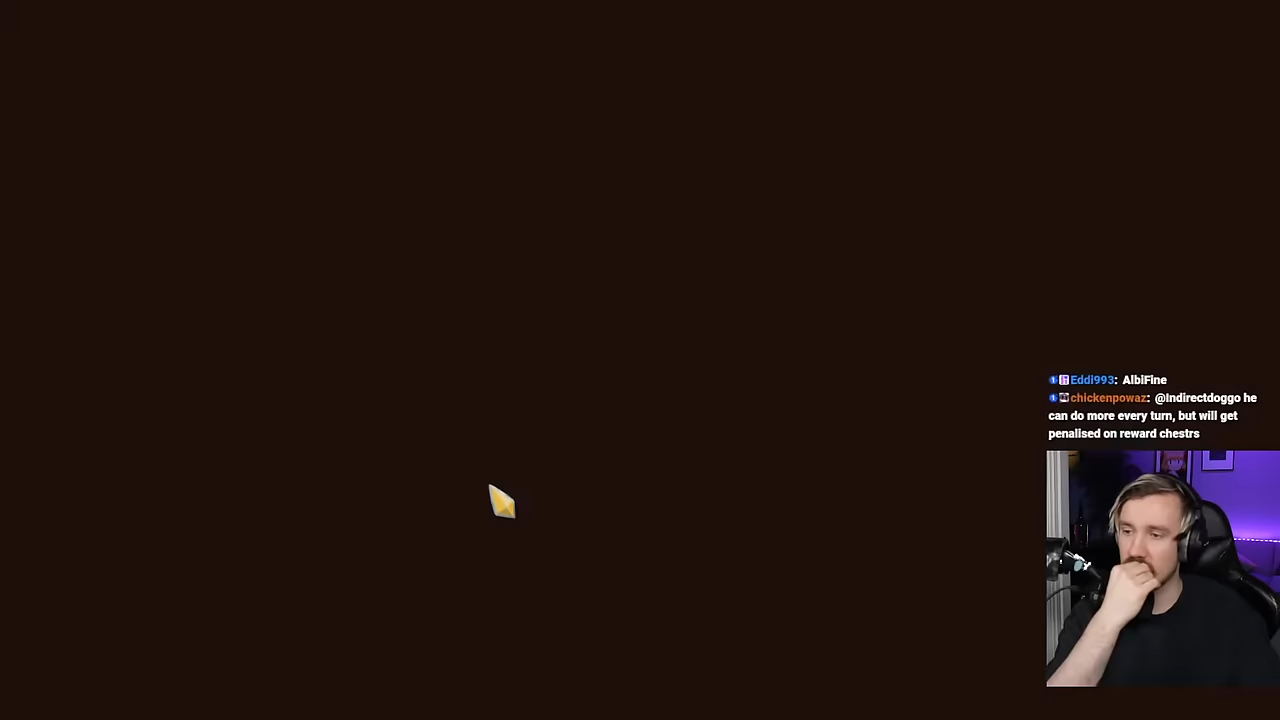 Eddi993: AlbiFine
chickenpowaz: @Indirectdoggo he
can do more every turn, but will get
penalised on reward chestrs